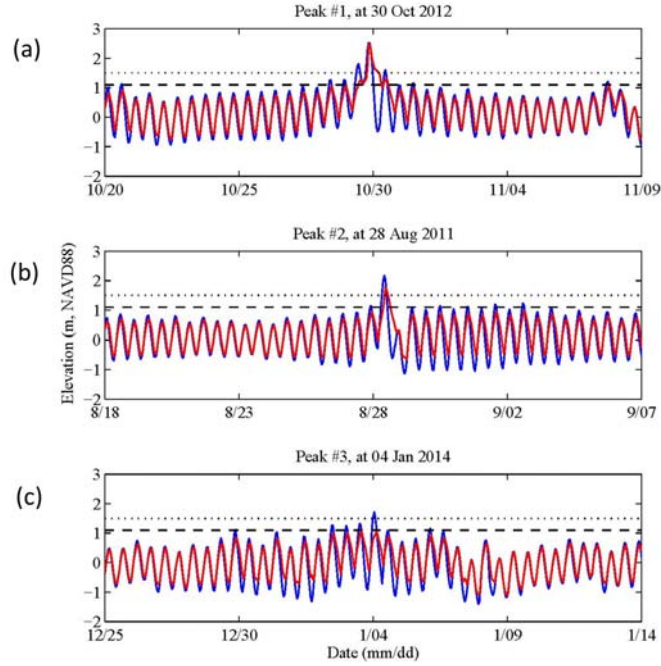 (a)
Peak #1, at 30 Oct 2012
3
2
1
0
−1
−2
10/20 10/25 10/30 11/04 11/09
(b)
Peak #2, at 28 Aug 2011
Elevation (m, NAVD88)
3
2
1
0
−1
−2
8/18 8/23 8/28 9/02 9/07
(c)
Peak #3, at 04 Jan 2014
3
2
1
0
−1
−2
12/25 12/30 1/04 1/09 1/14
Date (mm/dd)